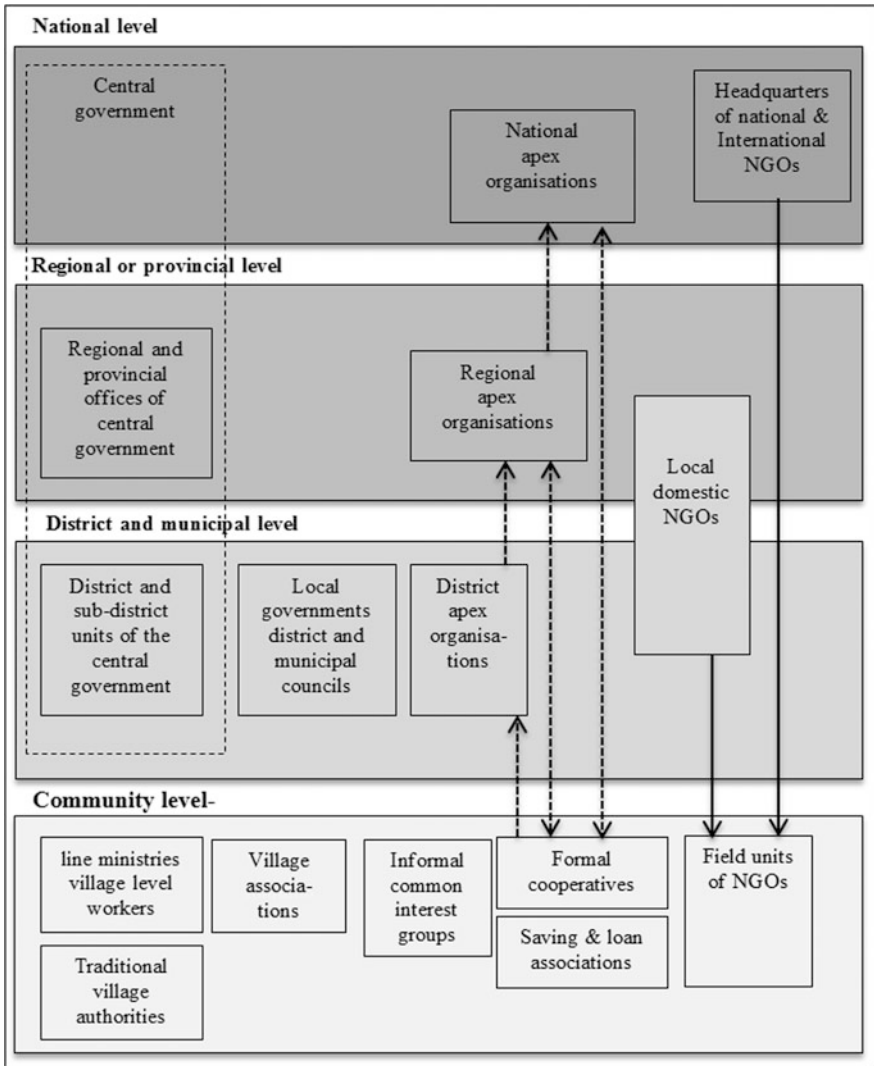 National level
Central
government
National
apex
organisations
Headquarters
of national &
International
NGOs
Regional or provincial level
Regional and
provincial
offices of
central
government
Regional
apex
organisations
Local
domestic
NGOs
District and municipal level
District and
sub-district
units of the
central
government
Local
governments
district and
municipal
councils
District
apex
organisa-
tions
Community level-
line ministries
village level
workers
Village
associa-
tions
Informal
common
interest
groups
Formal
cooperatives
Field units
of NGOs
Saving & loan
associations
Traditional
village
authorities